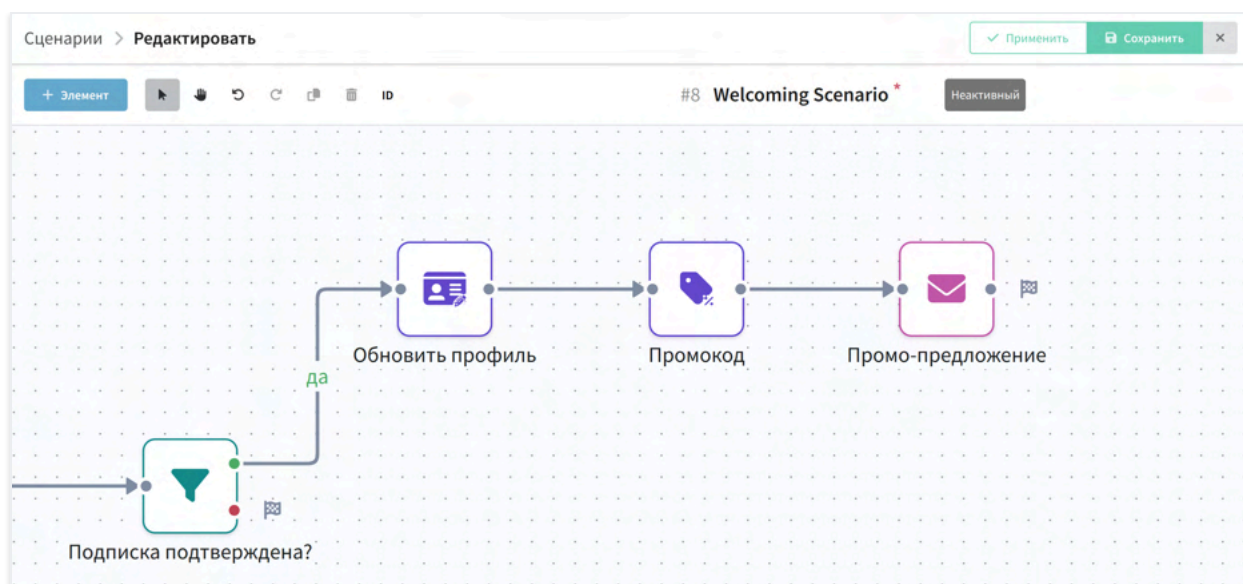 Сценарии > Редактировать
Применить
Сохранить
+ Элемент
ID
#8 Welcoming Scenario *
Неактивный
Обновить профиль
Промокод
Промо-предложение
да
Подписка подтверждена?